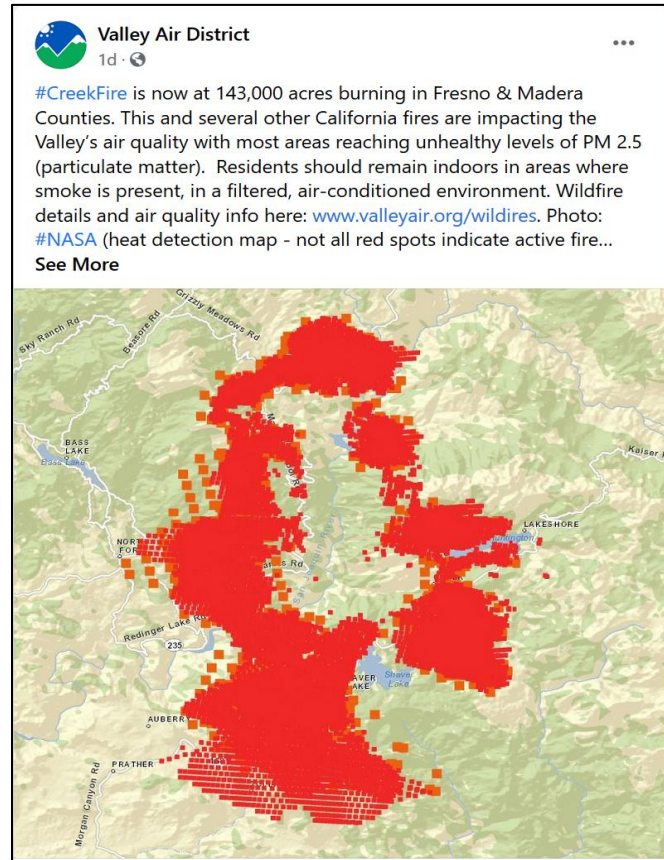 Valley Air District
1d
#CreekFire is now at 143,000 acres burning in Fresno & Madera
Counties. This and several other California fires are impacting the
Valley's air quality with most areas reaching unhealthy levels of PM 2.5
(particulate matter).  Residents should remain indoors in areas where
smoke is present, in a filtered, air-conditioned environment. Wildfire
details and air quality info here: www.valleyair.org/wildires. Photo:
#NASA (heat detection map - not all red spots indicate active fire...
See More
Grizzly Meadows Rd
Sky Ranch Rd
Beasore Rd
BASS
LAKE
Bass Lake
Kaiser
LAKESHORE
San Joaquin River
Redinger Lake Rd
235
Shaver
Lake
AUBERRY
PRATHER
Morgan Canyon Rd